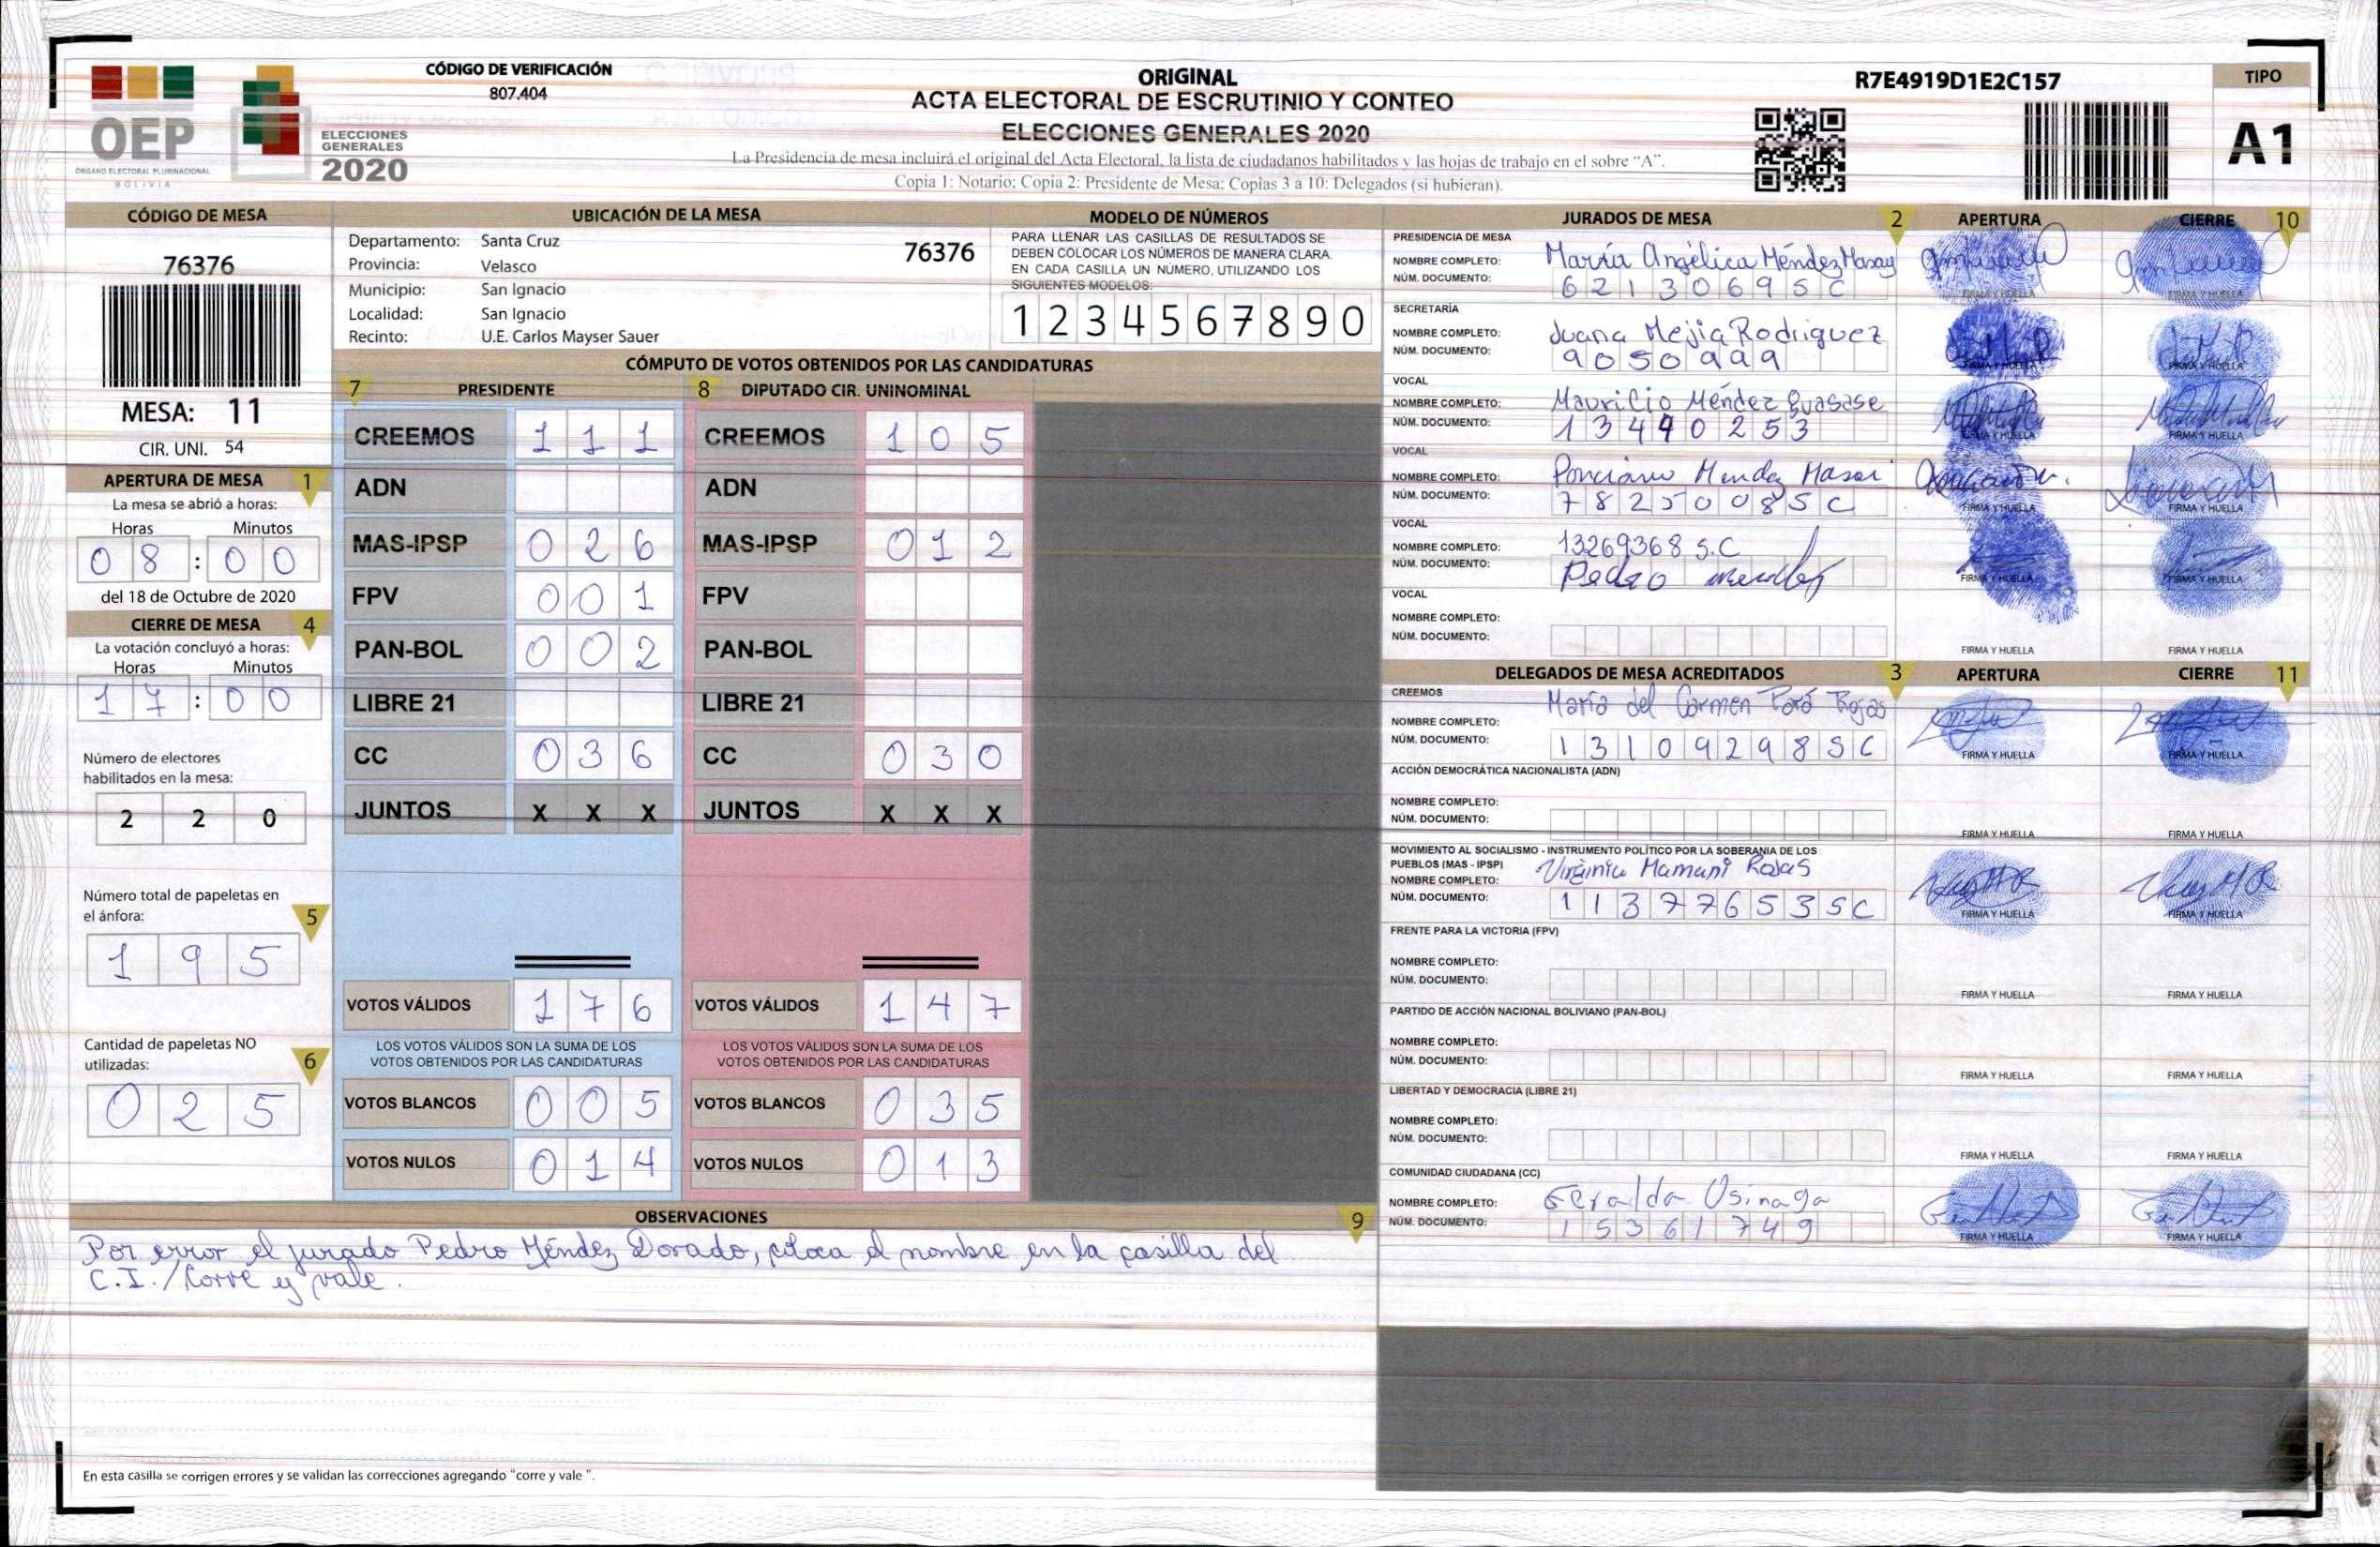 CÓDIGO DE VERIFICACIÓN
807.404
OEP
ÓRGANO ELECTORAL PLURINACIONAL
BOLIVIA
ELECCIONES
GENERALES
2020
ORIGINAL
ACTA ELECTORAL DE ESCRUTINIO Y CONTEO
ELECCIONES GENERALES 2020
La Presidencia de mesa incluirá el original del Acta Electoral, la lista de ciudadanos habilitados y las hojas de trabajo en el sobre "A".
Copia 1: Notario; Copia 2: Presidente de Mesa; Copias 3 a 10: Delegados (si hubieran).
R7E4919D1E2C157
TIPO
A1
CÓDIGO DE MESA
76376
MESA: 11
CIR. UNI. 54
APERTURA DE MESA 1
La mesa se abrió a horas:
Horas Minutos
0 8 : 0 0
del 18 de Octubre de 2020
CIERRE DE MESA 4
La votación concluyó a horas:
Horas Minutos
1 7 : 0 0
Número de electores
habilitados en la mesa:
2 2 0
Número total de papeletas en
el ánfora: 5
1 9 5
Cantidad de papeletas NO
utilizadas: 6
0 2 5
UBICACIÓN DE LA MESA
Departamento: Santa Cruz 76376
Provincia: Velasco
Municipio: San Ignacio
Localidad: San Ignacio
Recinto: U.E. Carlos Mayser Sauer
MODELO DE NÚMEROS
PARA LLENAR LAS CASILLAS DE RESULTADOS SE
DEBEN COLOCAR LOS NÚMEROS DE MANERA CLARA.
EN CADA CASILLA UN NÚMERO, UTILIZANDO LOS
SIGUIENTES MODELOS:
1 2 3 4 5 6 7 8 9 0
CÓMPUTO DE VOTOS OBTENIDOS POR LAS CANDIDATURAS
7 PRESIDENTE
CREEMOS 1 1 1
ADN
MAS-IPSP 0 2 6
FPV 0 0 1
PAN-BOL 0 0 2
LIBRE 21
CC 0 3 6
JUNTOS X X X
VOTOS VÁLIDOS 1 7 6
LOS VOTOS VÁLIDOS SON LA SUMA DE LOS
VOTOS OBTENIDOS POR LAS CANDIDATURAS
VOTOS BLANCOS 0 0 5
VOTOS NULOS 0 1 4
8 DIPUTADO CIR. UNINOMINAL
CREEMOS 1 0 5
ADN
MAS-IPSP 0 1 2
FPV
PAN-BOL
LIBRE 21
CC 0 3 0
JUNTOS X X X
VOTOS VÁLIDOS 1 4 7
LOS VOTOS VÁLIDOS SON LA SUMA DE LOS
VOTOS OBTENIDOS POR LAS CANDIDATURAS
VOTOS BLANCOS 0 3 5
VOTOS NULOS 0 1 3
OBSERVACIONES 9
Por error el jurado Pedro Méndez Dorado, coloca el nombre en la casilla del
C.I. / Corre y vale.
En esta casilla se corrigen errores y se validan las correcciones agregando "corre y vale ".
JURADOS DE MESA 2 APERTURA CIERRE 10
PRESIDENCIA DE MESA
NOMBRE COMPLETO: María Angélica Méndez Masay
NÚM. DOCUMENTO: 6 2 1 3 0 6 9 5 C
FIRMA Y HUELLA FIRMA Y HUELLA
SECRETARÍA
NOMBRE COMPLETO: Juana Mejia Rodriguez
NÚM. DOCUMENTO: 9 0 5 0 9 9 9
FIRMA Y HUELLA FIRMA Y HUELLA
VOCAL
NOMBRE COMPLETO: Mauricio Méndez
NÚM. DOCUMENTO: 1 3 4 9 0 2 5 3
FIRMA Y HUELLA FIRMA Y HUELLA
VOCAL
NOMBRE COMPLETO: Ponciano Mendez
NÚM. DOCUMENTO: 7 8 2 5 0 0 8 S C
FIRMA Y HUELLA FIRMA Y HUELLA
VOCAL
NOMBRE COMPLETO: 13269368 S.C
NÚM. DOCUMENTO: Pedro Mendez
FIRMA Y HUELLA FIRMA Y HUELLA
VOCAL
NOMBRE COMPLETO:
NÚM. DOCUMENTO:
FIRMA Y HUELLA FIRMA Y HUELLA
DELEGADOS DE MESA ACREDITADOS 3 APERTURA CIERRE 11
CREEMOS
NOMBRE COMPLETO: María del Carmen Poró Rojas
NÚM. DOCUMENTO: 1 3 1 0 9 2 9 8 S C
FIRMA Y HUELLA FIRMA Y HUELLA
ACCIÓN DEMOCRÁTICA NACIONALISTA (ADN)
NOMBRE COMPLETO:
NÚM. DOCUMENTO:
FIRMA Y HUELLA FIRMA Y HUELLA
MOVIMIENTO AL SOCIALISMO - INSTRUMENTO POLÍTICO POR LA SOBERANIA DE LOS
PUEBLOS (MAS - IPSP)
NOMBRE COMPLETO: Virginia Mamani Rojas
NÚM. DOCUMENTO: 1 1 3 7 7 6 5 3 S C
FIRMA Y HUELLA FIRMA Y HUELLA
FRENTE PARA LA VICTORIA (FPV)
NOMBRE COMPLETO:
NÚM. DOCUMENTO:
FIRMA Y HUELLA FIRMA Y HUELLA
PARTIDO DE ACCIÓN NACIONAL BOLIVIANO (PAN-BOL)
NOMBRE COMPLETO:
NÚM. DOCUMENTO:
FIRMA Y HUELLA FIRMA Y HUELLA
LIBERTAD Y DEMOCRACIA (LIBRE 21)
NOMBRE COMPLETO:
NÚM. DOCUMENTO:
FIRMA Y HUELLA FIRMA Y HUELLA
COMUNIDAD CIUDADANA (CC)
NOMBRE COMPLETO: Geralda Usinaga
NÚM. DOCUMENTO: 1 5 3 6 1 7 4 9
FIRMA Y HUELLA FIRMA Y HUELLA